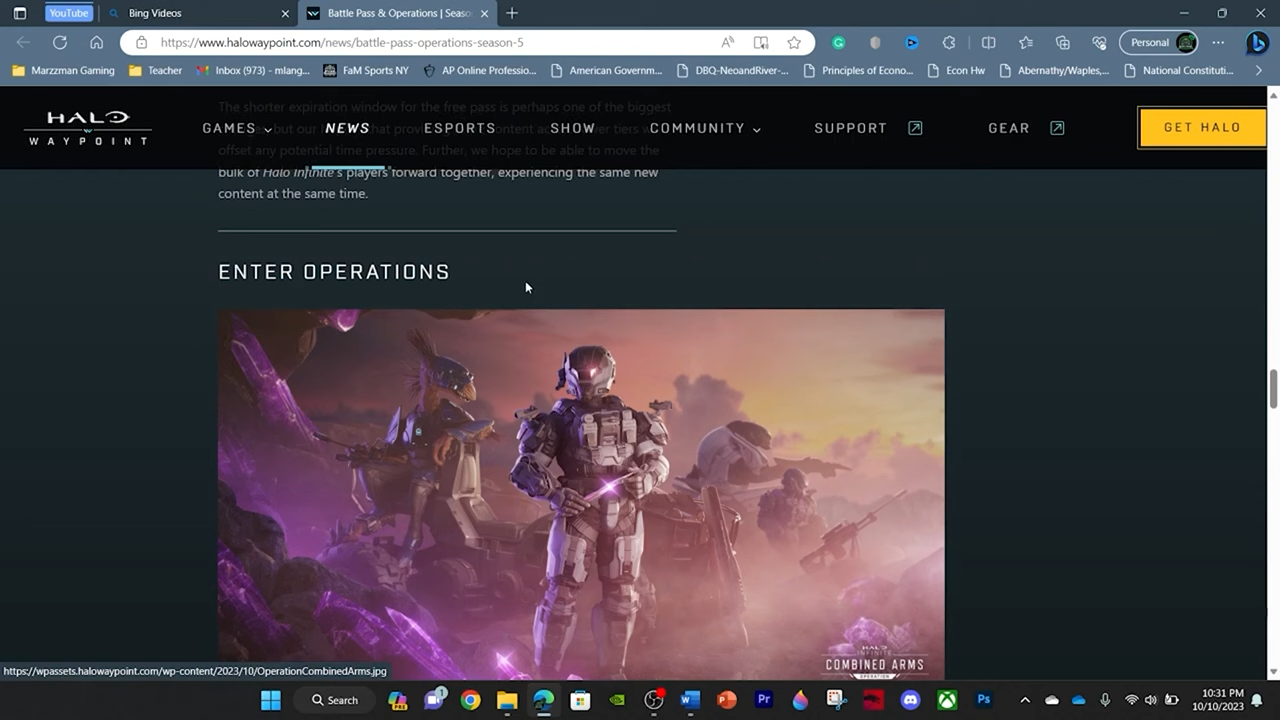 YouTube
Bing Videos
Battle Pass & Operations | Seaso
https://www.halowaypoint.com/news/battle-pass-operations-season-5
Personal
Marzzman Gaming
Teacher
Inbox (973) - mlang...
FaM Sports NY
AP Online Professio...
American Governm...
DBQ-NeoandRiver-...
Principles of Econo...
Econ Hw
Abernathy/Waples,...
National Constituti...
HALO
WAYPOINT
GAMES
NEWS
ESPORTS
SHOW
COMMUNITY
SUPPORT
GEAR
GET HALO
The shorter expiration window for the free pass is perhaps one of the biggest
offset any potential time pressure. Further, we hope to be able to move the
bulk of Halo Infinite's players forward together, experiencing the same new
content at the same time.
ENTER OPERATIONS
HALO
INFINITE
COMBINED ARMS
OPERATION
https://wpassets.halowaypoint.com/wp-content/2023/10/OperationCombinedArms.jpg
Search
1
10:31 PM
10/10/2023